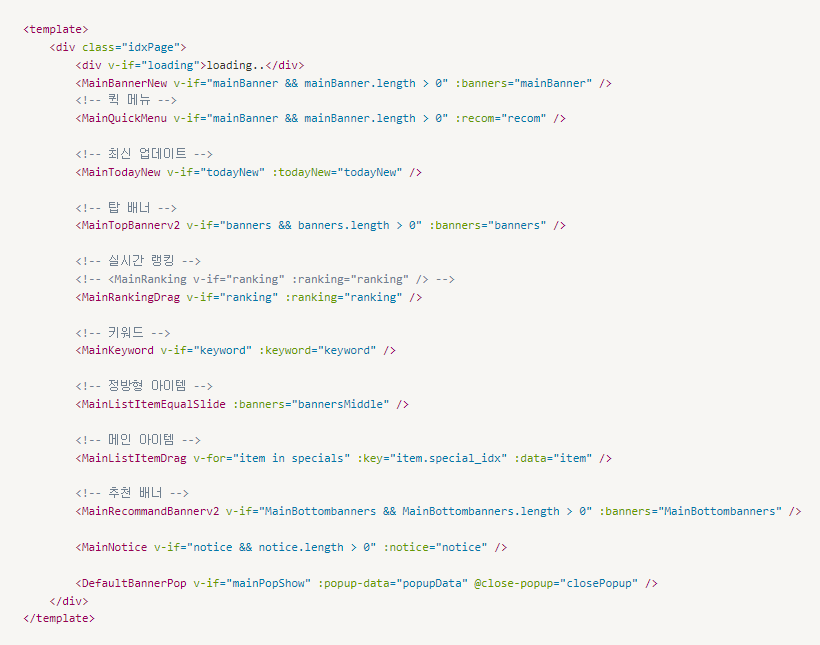 <template>
<div class="idxPage">
<div v-if="loading">loading..</div>
<MainBannerNew v-if="mainBanner && mainBanner.length > 0" :banners="mainBanner" />
<!-- 퀵 메뉴 -->
<MainQuickMenu v-if="mainBanner && mainBanner.length > 0" :recom="recom" />
<!-- 최신 업데이트 -->
<MainTodayNew v-if="todayNew" :todayNew="todayNew" />
<!-- 탑 배너 -->
<MainTopBannerv2 v-if="banners && banners.length > 0" :banners="banners" />
<!-- 실시간 랭킹 -->
<!-- <MainRanking v-if="ranking" :ranking="ranking" /> -->
<MainRankingDrag v-if="ranking" :ranking="ranking" />
<!-- 키워드 -->
<MainKeyword v-if="keyword" :keyword="keyword" />
<!-- 정방형 아이템 -->
<MainListItemEqualSlide :banners="bannersMiddle" />
<!-- 메인 아이템 -->
<MainListItemDrag v-for="item in specials" :key="item.special_idx" :data="item" />
<!-- 추천 배너 -->
<MainRecommandBannerv2 v-if="MainBottombanners && MainBottombanners.length > 0" :banners="MainBottombanners" />
<MainNotice v-if="notice && notice.length > 0" :notice="notice" />
<DefaultBannerPop v-if="mainPopShow" :popup-data="popupData" @close-popup="closePopup" />
</div>
</template>